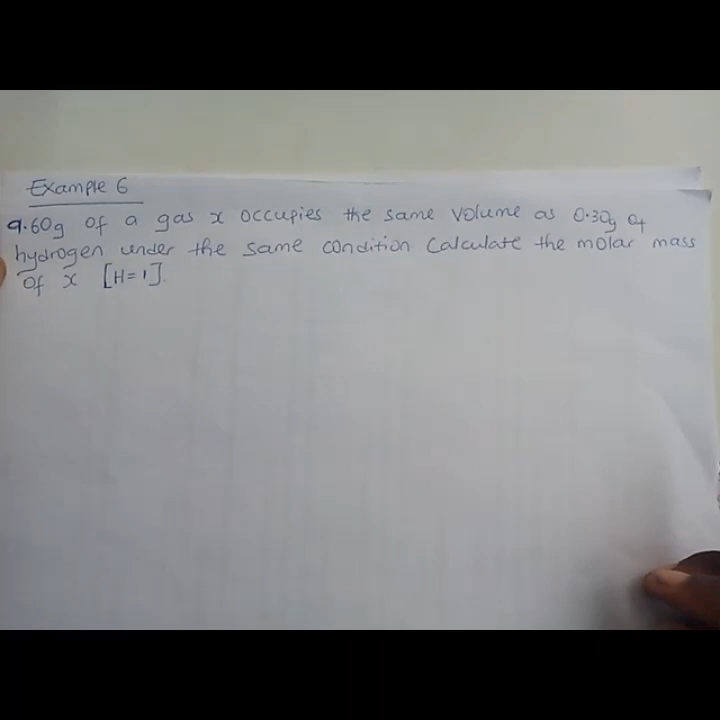 Example 6
9.60g of a gas x occupies the same volume as 0.30g of
hydrogen under the same condition Calculate the molar mass
of x [H=1].